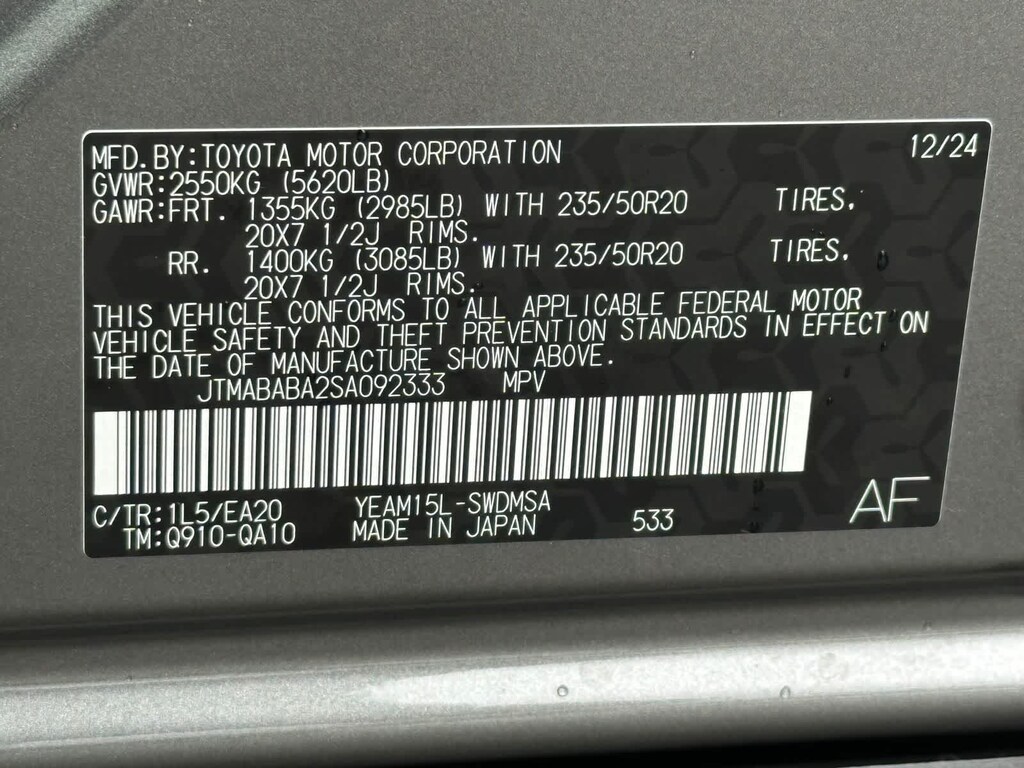 MFD.BY:TOYOTA MOTOR CORPORATION 12/24
GVWR:2550KG (5620LB)
GAWR:FRT. 1355KG (2985LB) WITH 235/50R20 TIRES.
20X7 1/2J RIMS.
RR. 1400KG (3085LB) WITH 235/50R20 TIRES.
20X7 1/2J RIMS.
THIS VEHICLE CONFORMS TO ALL APPLICABLE FEDERAL MOTOR
VEHICLE SAFETY AND THEFT PREVENTION STANDARDS IN EFFECT ON
THE DATE OF MANUFACTURE SHOWN ABOVE.
JTMABABA2SA092333 MPV
C/TR:1L5/EA20 YEAM15L-SWDMSA
TM:Q910-QA10 MADE IN JAPAN 533 AF